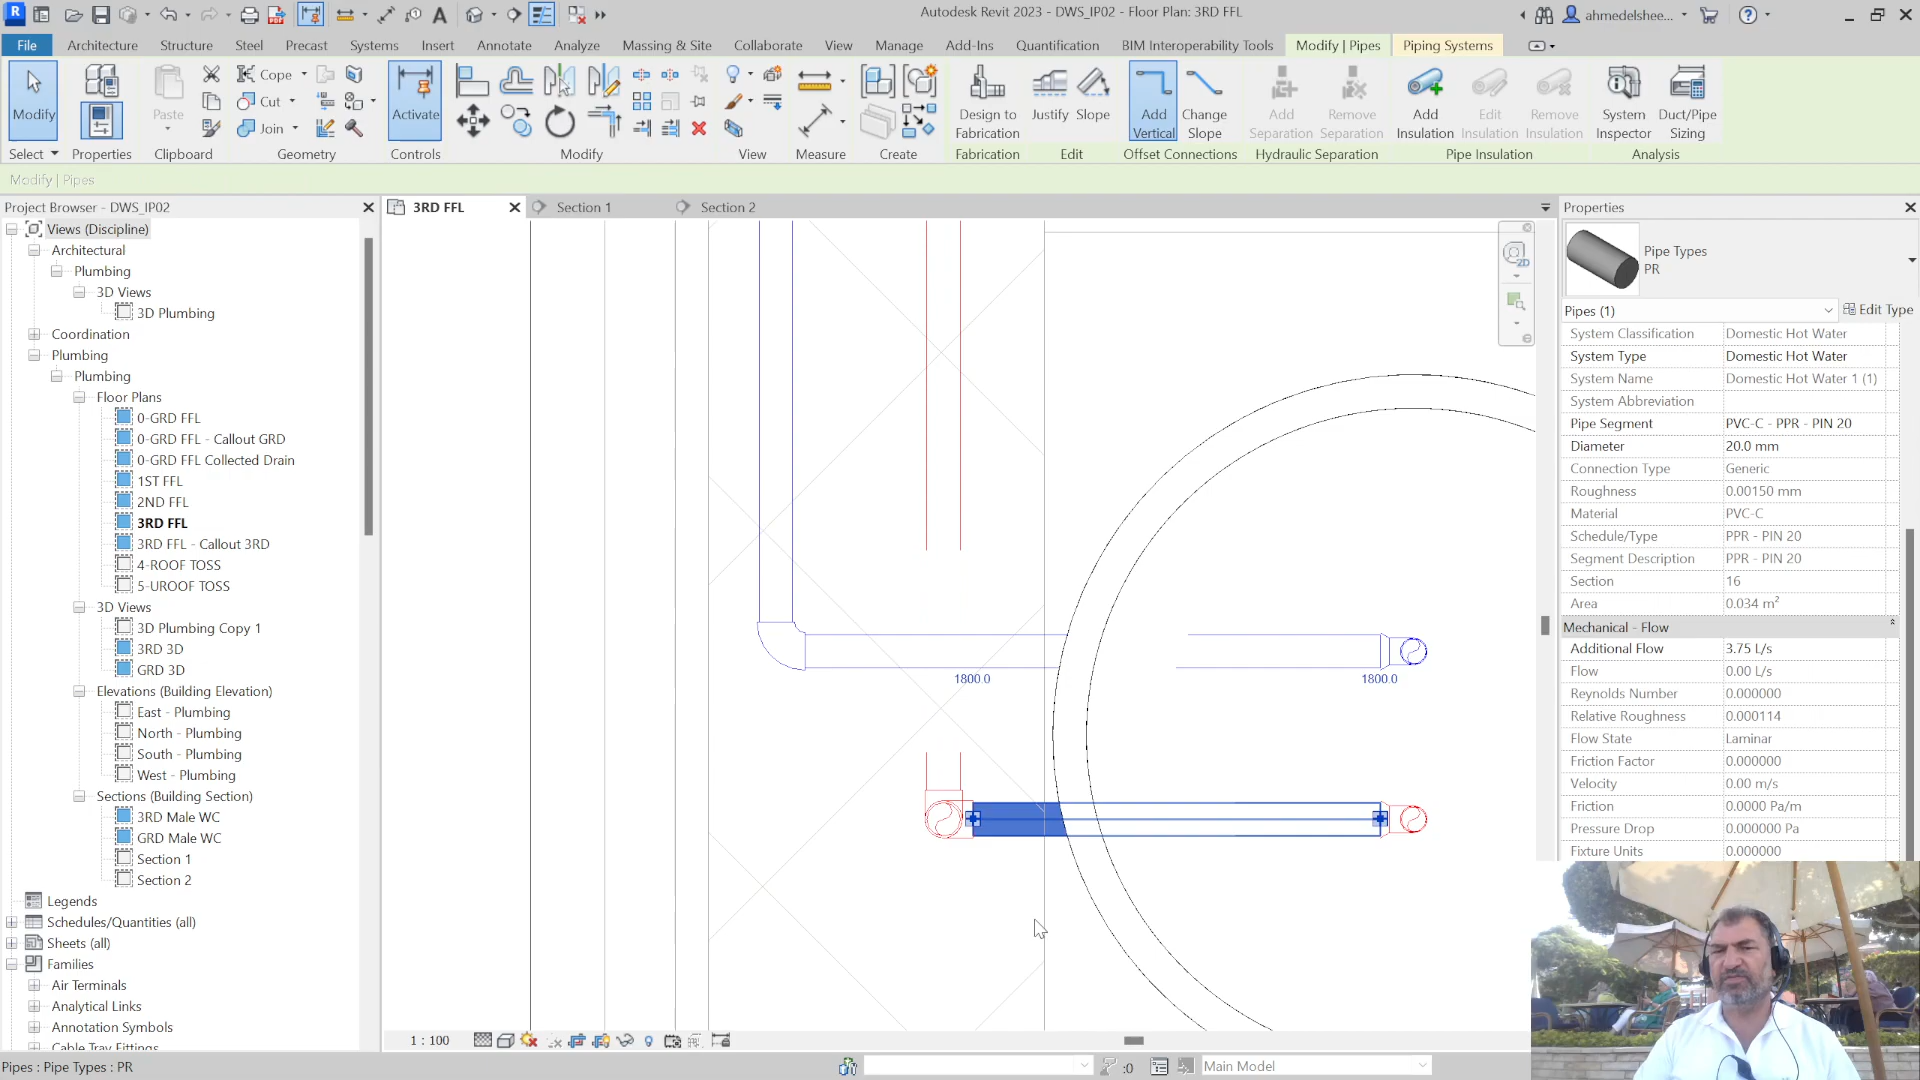 Autodesk Revit 2023 - DWS_IP02 - Floor Plan: 3RD FFL
ahmedelshee...
File Architecture Structure Steel Precast Systems Insert Annotate Analyze Massing & Site Collaborate View Manage Add-Ins Quantification BIM Interoperability Tools Modify | Pipes Piping Systems
Modify
Select
Properties
Paste
Clipboard
Cope
Cut
Join
Geometry
Activate
Controls
Modify
View
Measure
Create
Design to
Fabrication
Fabrication
Justify Slope
Edit
Add
Vertical
Change
Slope
Offset Connections
Add
Separation
Remove
Separation
Hydraulic Separation
Add
Insulation
Edit
Insulation
Remove
Insulation
Pipe Insulation
System
Inspector
Duct/Pipe
Sizing
Analysis
Modify | Pipes
Project Browser - DWS_IP02
Views (Discipline)
Architectural
Plumbing
3D Views
3D Plumbing
Coordination
Plumbing
Plumbing
Floor Plans
0-GRD FFL
0-GRD FFL - Callout GRD
0-GRD FFL Collected Drain
1ST FFL
2ND FFL
3RD FFL
3RD FFL - Callout 3RD
4-ROOF TOSS
5-UROOF TOSS
3D Views
3D Plumbing Copy 1
3RD 3D
GRD 3D
Elevations (Building Elevation)
East - Plumbing
North - Plumbing
South - Plumbing
West - Plumbing
Sections (Building Section)
3RD Male WC
GRD Male WC
Section 1
Section 2
Legends
Schedules/Quantities (all)
Sheets (all)
Families
Air Terminals
Analytical Links
Annotation Symbols
Cable Tray Fittings
3RD FFL
Section 1
Section 2
2D
1800.0
1800.0
1 : 100
Properties
Pipe Types
PR
Pipes (1)
Edit Type
System Classification Domestic Hot Water
System Type Domestic Hot Water
System Name Domestic Hot Water 1 (1)
System Abbreviation
Pipe Segment PVC-C - PPR - PIN 20
Diameter 20.0 mm
Connection Type Generic
Roughness 0.00150 mm
Material PVC-C
Schedule/Type PPR - PIN 20
Segment Description PPR - PIN 20
Section 16
Area 0.034 m²
Mechanical - Flow
Additional Flow 3.75 L/s
Flow 0.00 L/s
Reynolds Number 0.000000
Relative Roughness 0.000114
Flow State Laminar
Friction Factor 0.000000
Velocity 0.00 m/s
Friction 0.0000 Pa/m
Pressure Drop 0.000000 Pa
Fixture Units 0.000000
Pipes : Pipe Types : PR
:0
Main Model